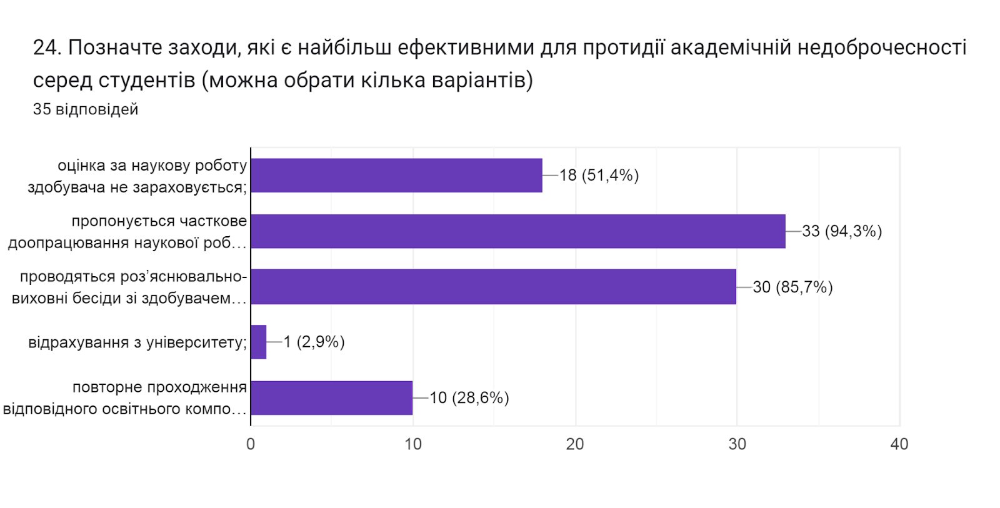 24. Позначте заходи, які є найбільш ефективними для протидії академічній недоброчесності
серед студентів (можна обрати кілька варіантів)
35 відповідей
оцінка за наукову роботу
здобувача не зараховується;
18 (51,4%)
пропонується часткове
доопрацювання наукової роб…
33 (94,3%)
проводяться роз’яснювально-
виховні бесіди зі здобувачем…
30 (85,7%)
відрахування з університету;
1 (2,9%)
повторне проходження
відповідного освітнього компо…
10 (28,6%)
0 10 20 30 40